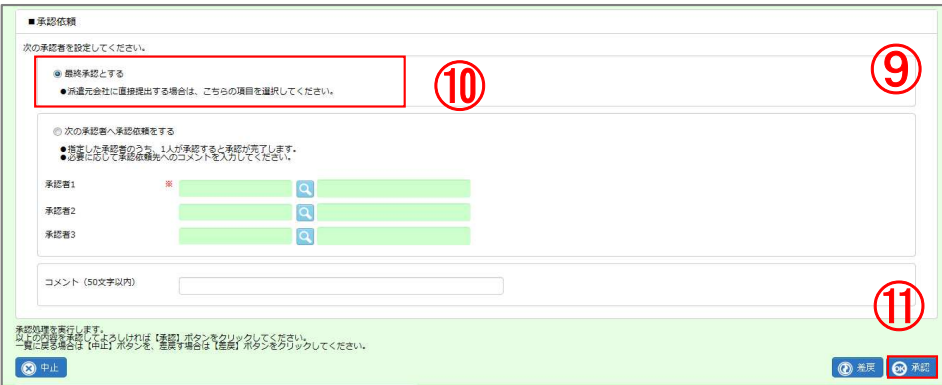 ■承認依頼
次の承認者を設定してください。
⑨
最終承認とする
●派遣元会社に直接提出する場合は、こちらの項目を選択してください。
⑩
次の承認者へ承認依頼をする
●指定した承認者のうち、1人が承認すると承認が完了します。
●必要に応じて承認依頼先へのコメントを入力してください。
承認者1 ※
承認者2
承認者3
コメント（50文字以内）
⑪
承認処理を実行します。
以上の内容を承認してよろしければ【承認】ボタンをクリックしてください。
一覧に戻る場合は【中止】ボタンを、差戻す場合は【差戻】ボタンをクリックしてください。
中止 差戻 OK 承認